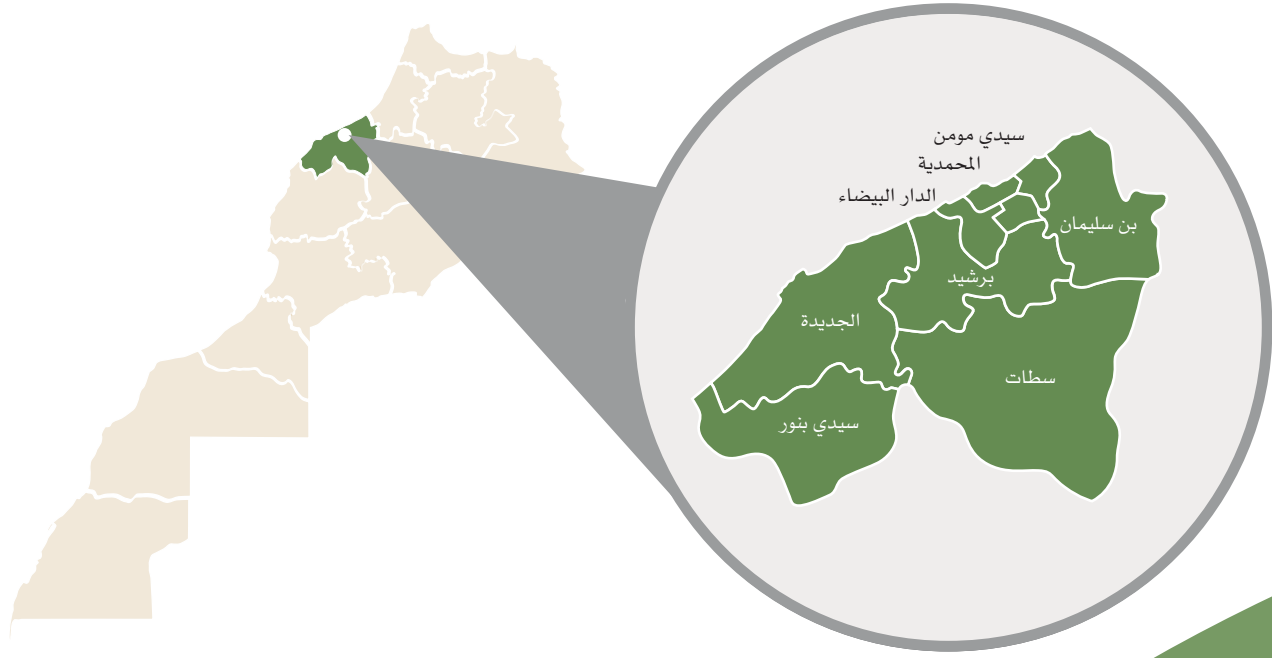 سيدي مومن
المحمدية
الدار البيضاء
بن سليمان
برشيد
الجديدة
سطات
سيدي بنور